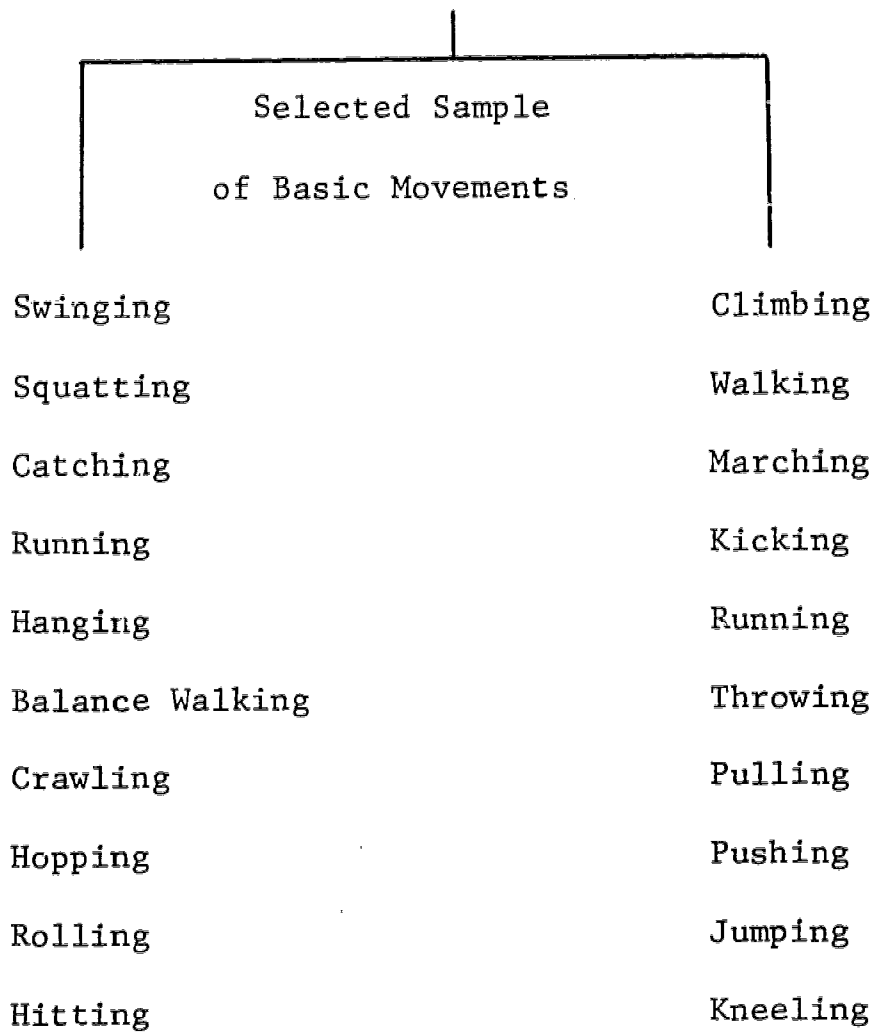 Selected Sample
of Basic Movements
Swinging
Squatting
Catching
Running
Hanging
Balance Walking
Crawling
Hopping
Rolling
Hitting
Climbing
Walking
Marching
Kicking
Running
Throwing
Pulling
Pushing
Jumping
Kneeling